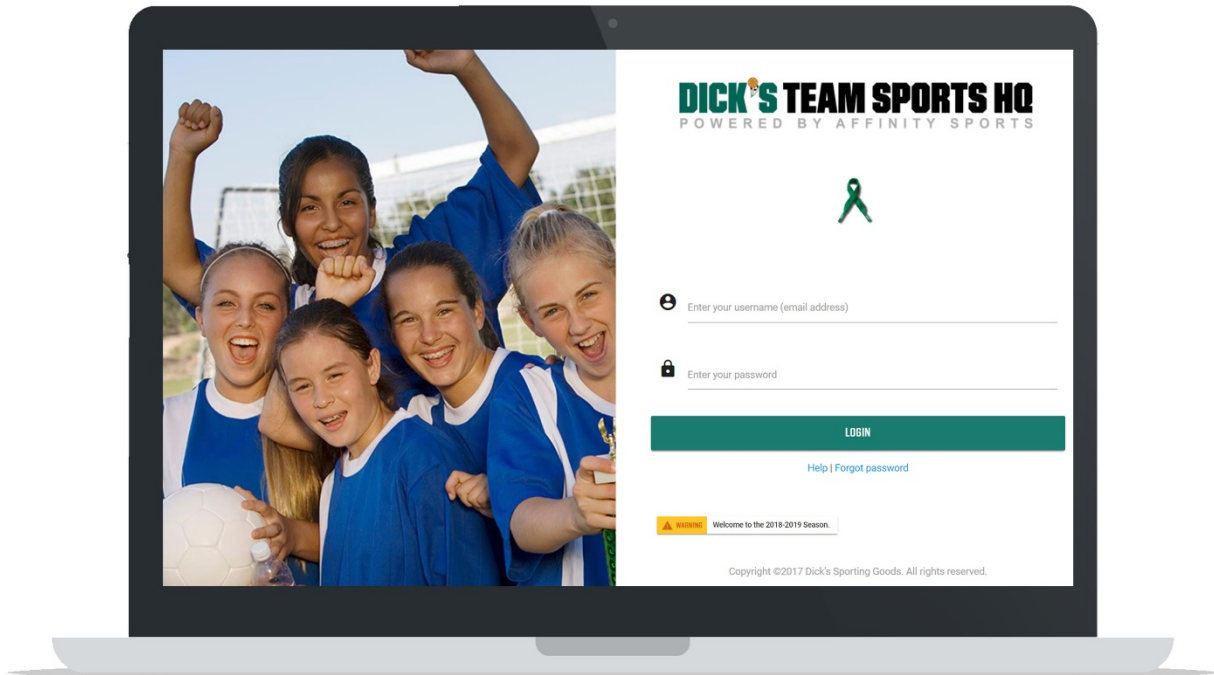 DICK'S TEAM SPORTS HQ
POWERED BY AFFINITY SPORTS
Enter your username (email address)
Enter your password
LOGIN
Help | Forgot password
WARNING Welcome to the 2018-2019 Season.
Copyright ©2017 Dick's Sporting Goods. All rights reserved.